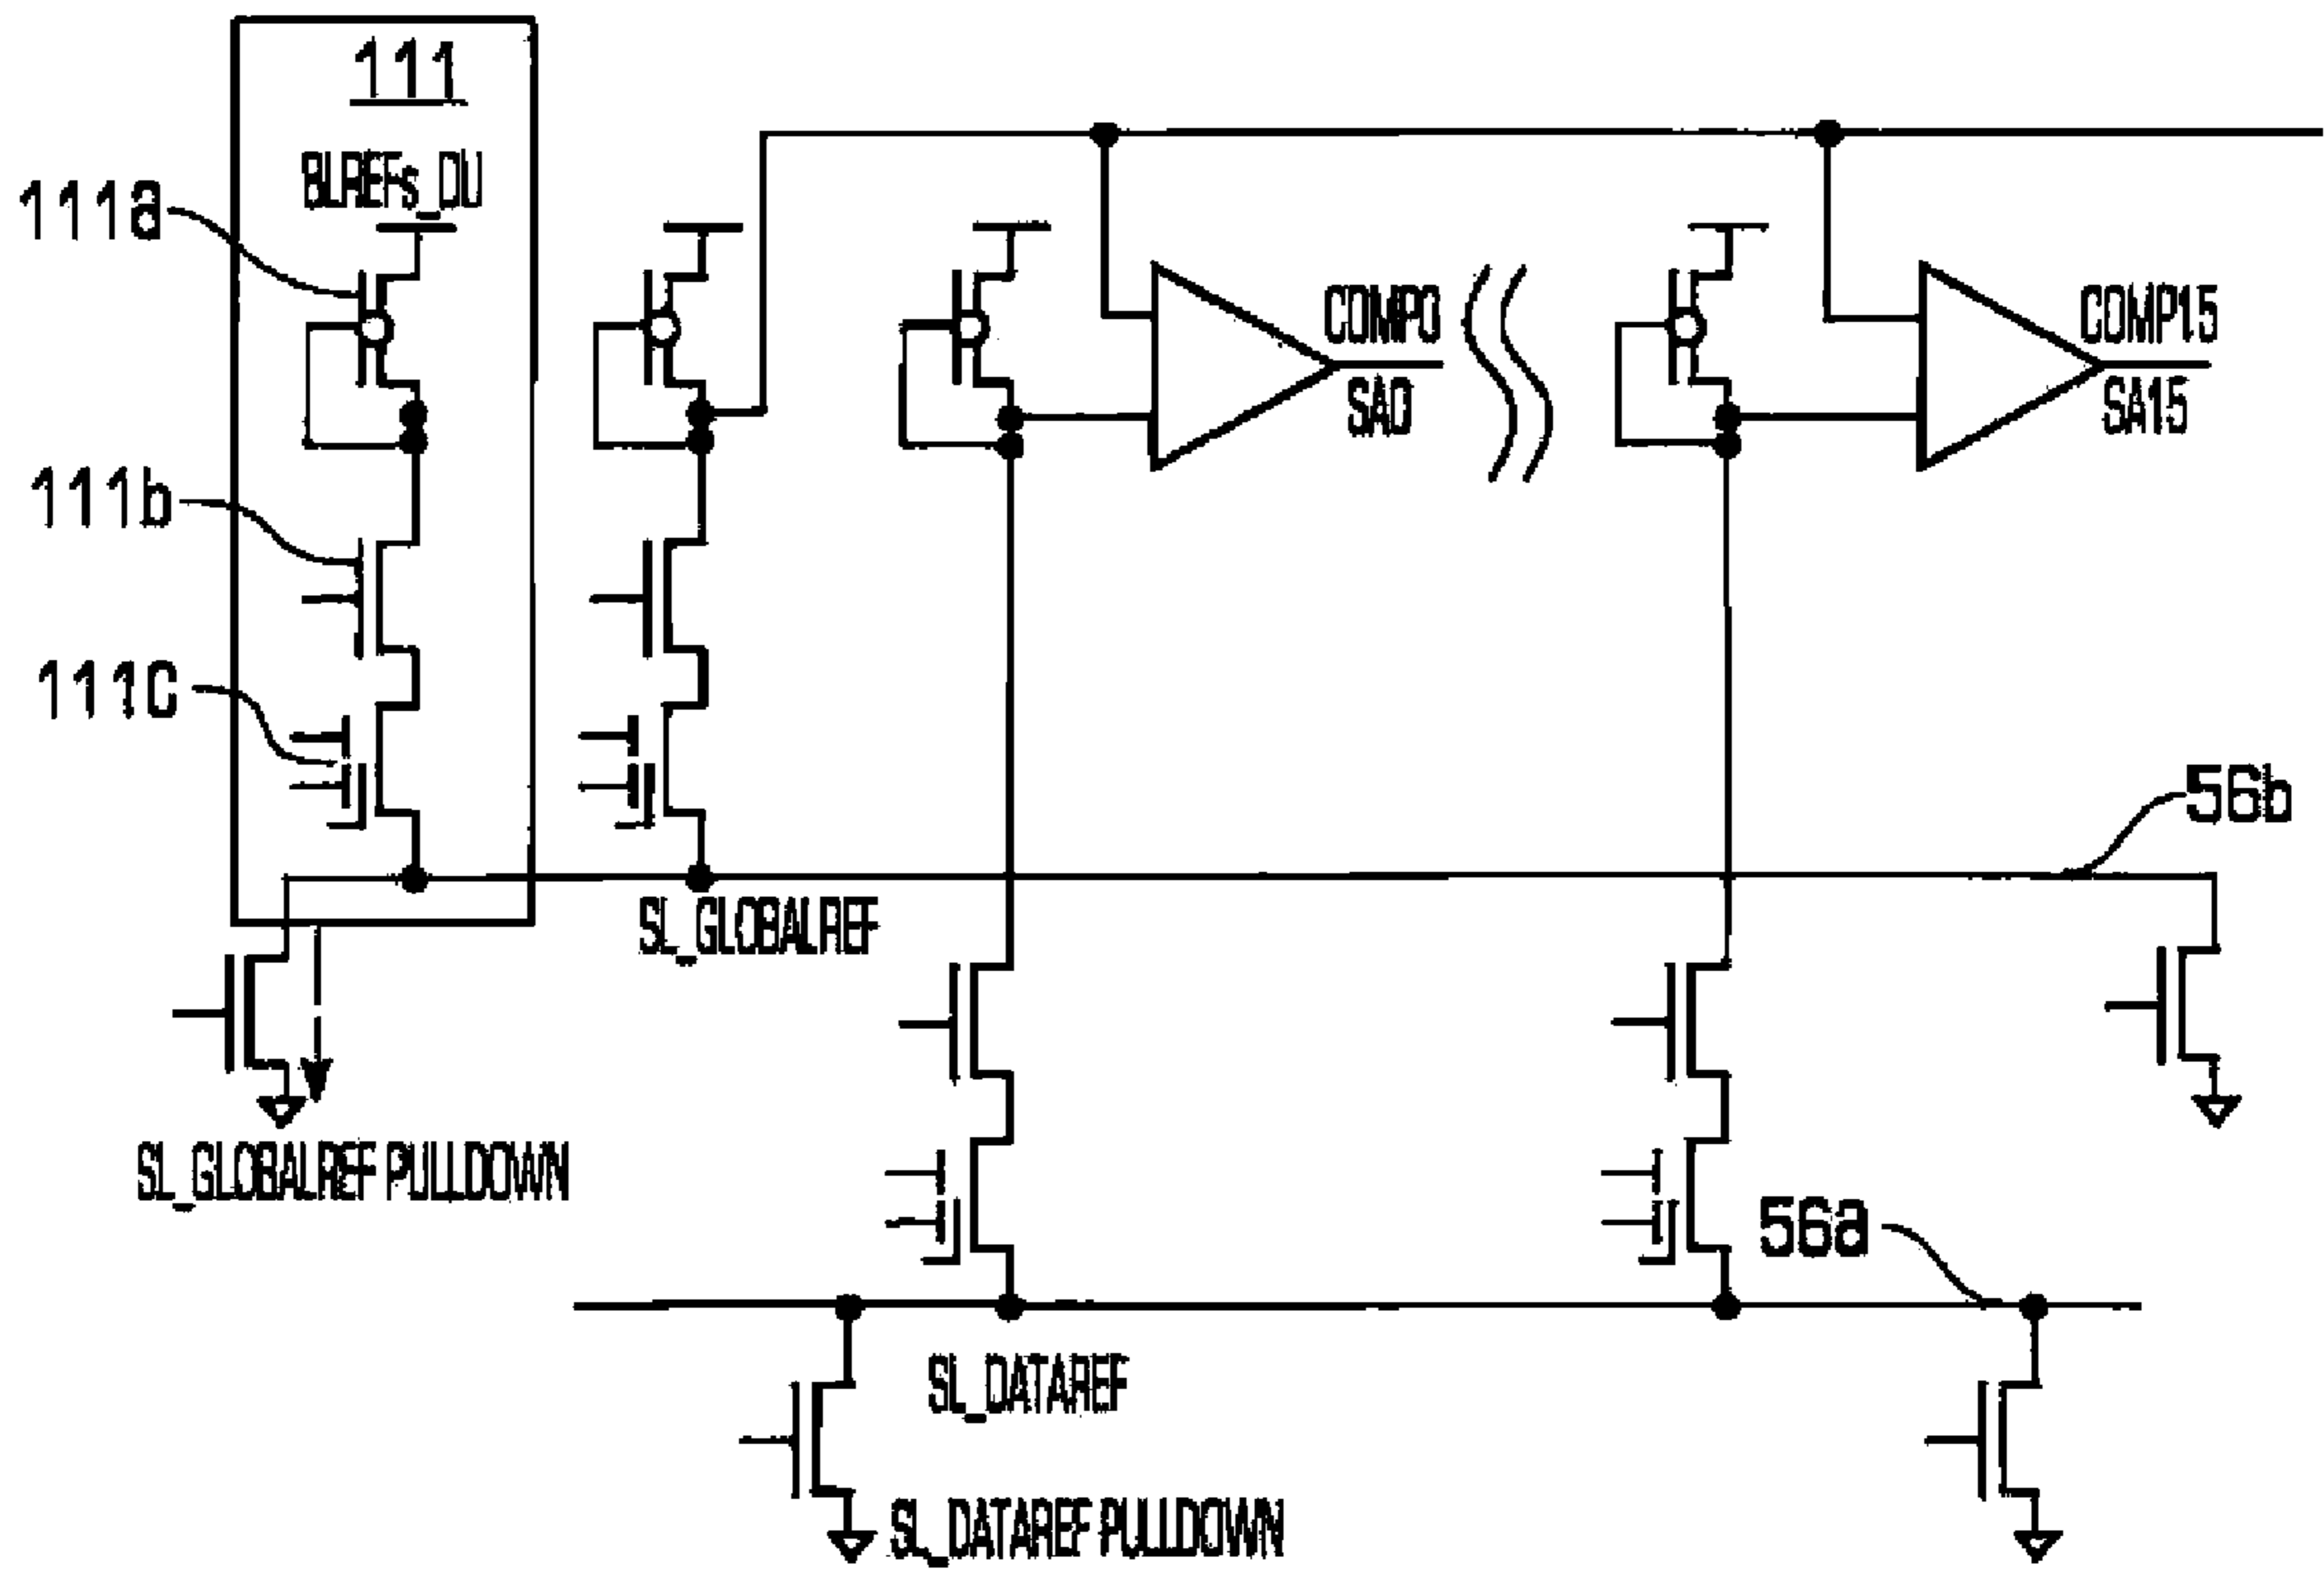 111
BLREFs_DU
111a
COMP0
SA0
COMP15
SA15
111b
111c
56b
SL_GLOBALREF
SL_GLOBALREF PULLDOWN
56a
SL_DATAREF
SL_DATAREF PULLDOWN